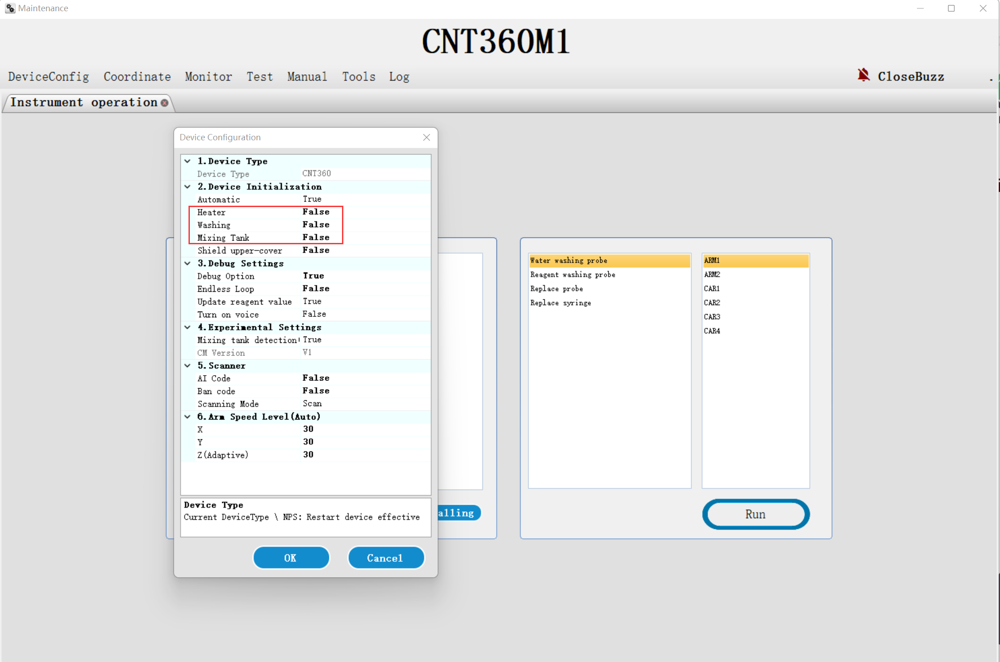 Maintenance
CNT360M1
DeviceConfig Coordinate Monitor Test Manual Tools Log CloseBuzz
Instrument operation
Device Configuration
1.Device Type
Device Type CNT360
2.Device Initialization
Automatic True
Heater False
Washing False
Mixing Tank False
Shield upper-cover False
3.Debug Settings
Debug Option True
Endless Loop False
Update reagent value True
Turn on voice False
4.Experimental Settings
Mixing tank detection True
CM Version V1
5.Scanner
AI Code False
Ban code False
Scanning Mode Scan
6.Arm Speed Level(Auto)
X 30
Y 30
Z(Adaptive) 30
Device Type
Current DeviceType \ NPS: Restart device effective
OK Cancel
alling
Water washing probe
Reagent washing probe
Replace probe
Replace syringe
ARM1
ARM2
CAR1
CAR2
CAR3
CAR4
Run